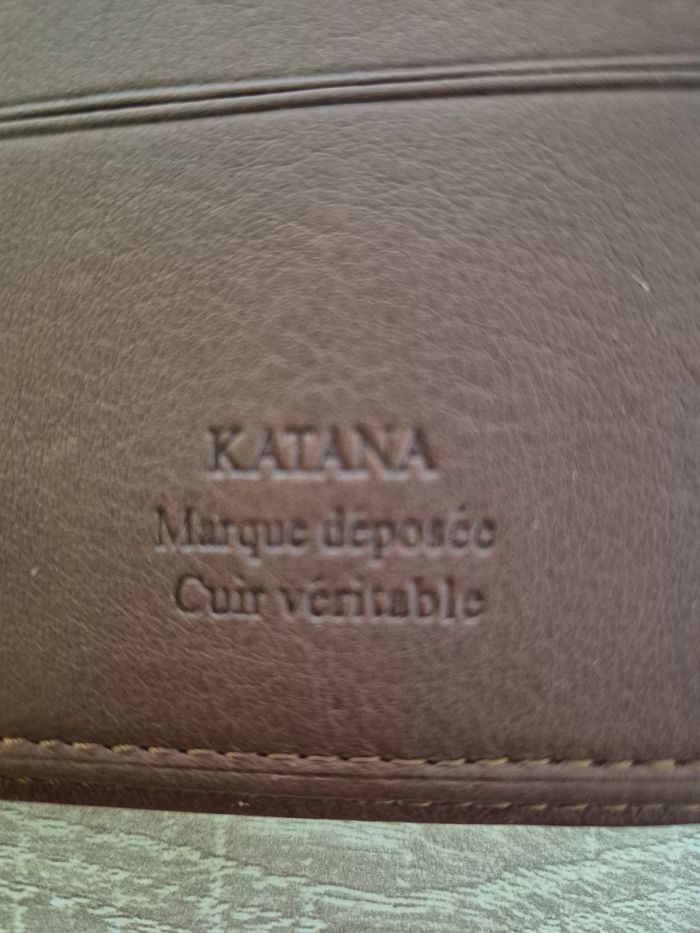 KATANA
Marque déposée
Cuir véritable